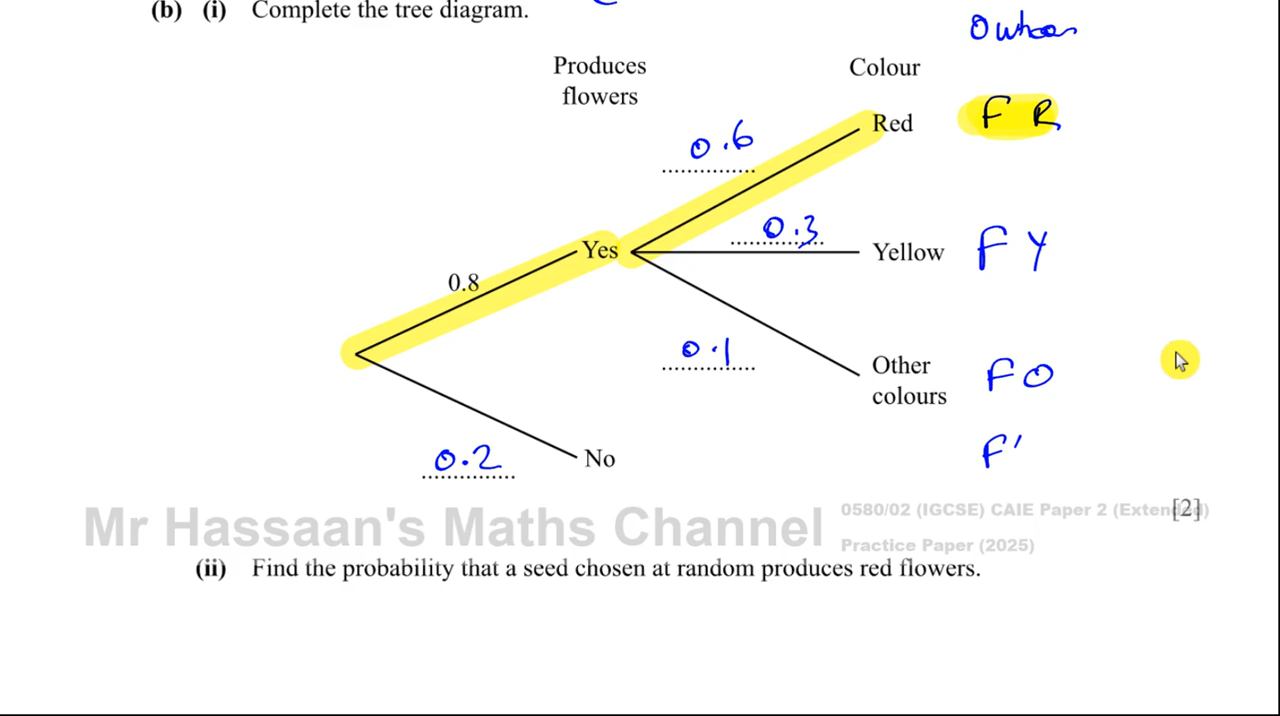 (b) (i) Complete the tree diagram.
Produces flowers
Colour
0.6
Red
F R
0.3
Yes
Yellow
F Y
0.8
0.1
Other colours
F O
F'
0.2
No
[2]
Mr Hassaan's Maths Channel
0580/02 (IGCSE) CAIE Paper 2 (Extended)
Practice Paper (2025)
(ii) Find the probability that a seed chosen at random produces red flowers.